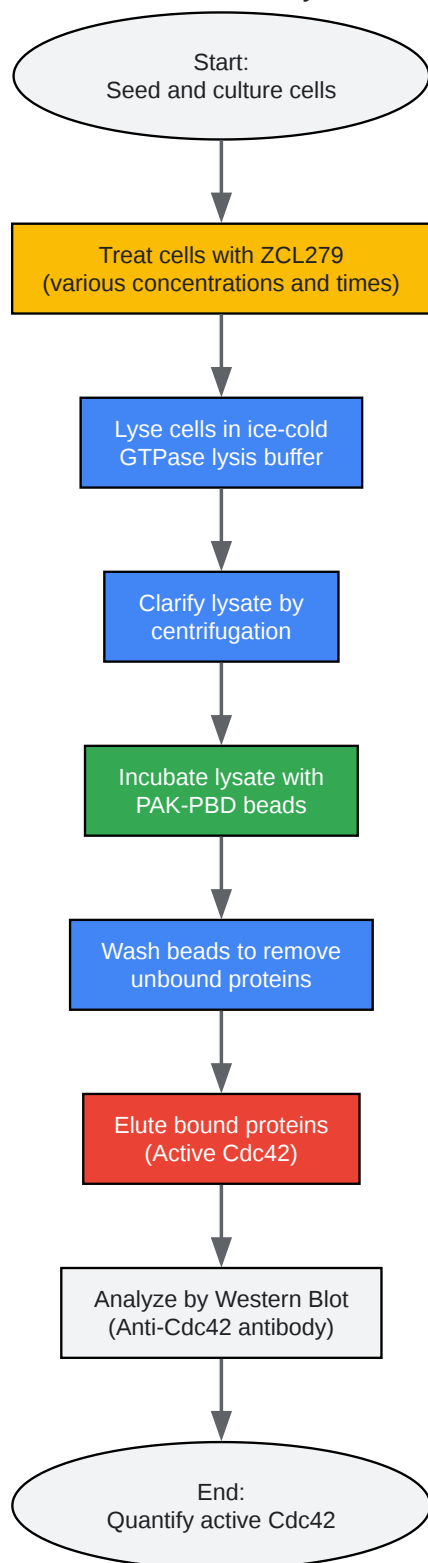 Start:
Seed and culture cells
Treat cells with ZCL279
(various concentrations and times)
Lyse cells in ice-cold
GTPase lysis buffer
Clarify lysate by
centrifugation
Incubate lysate with
PAK-PBD beads
Wash beads to remove
unbound proteins
Elute bound proteins
(Active Cdc42)
Analyze by Western Blot
(Anti-Cdc42 antibody)
End:
Quantify active Cdc42